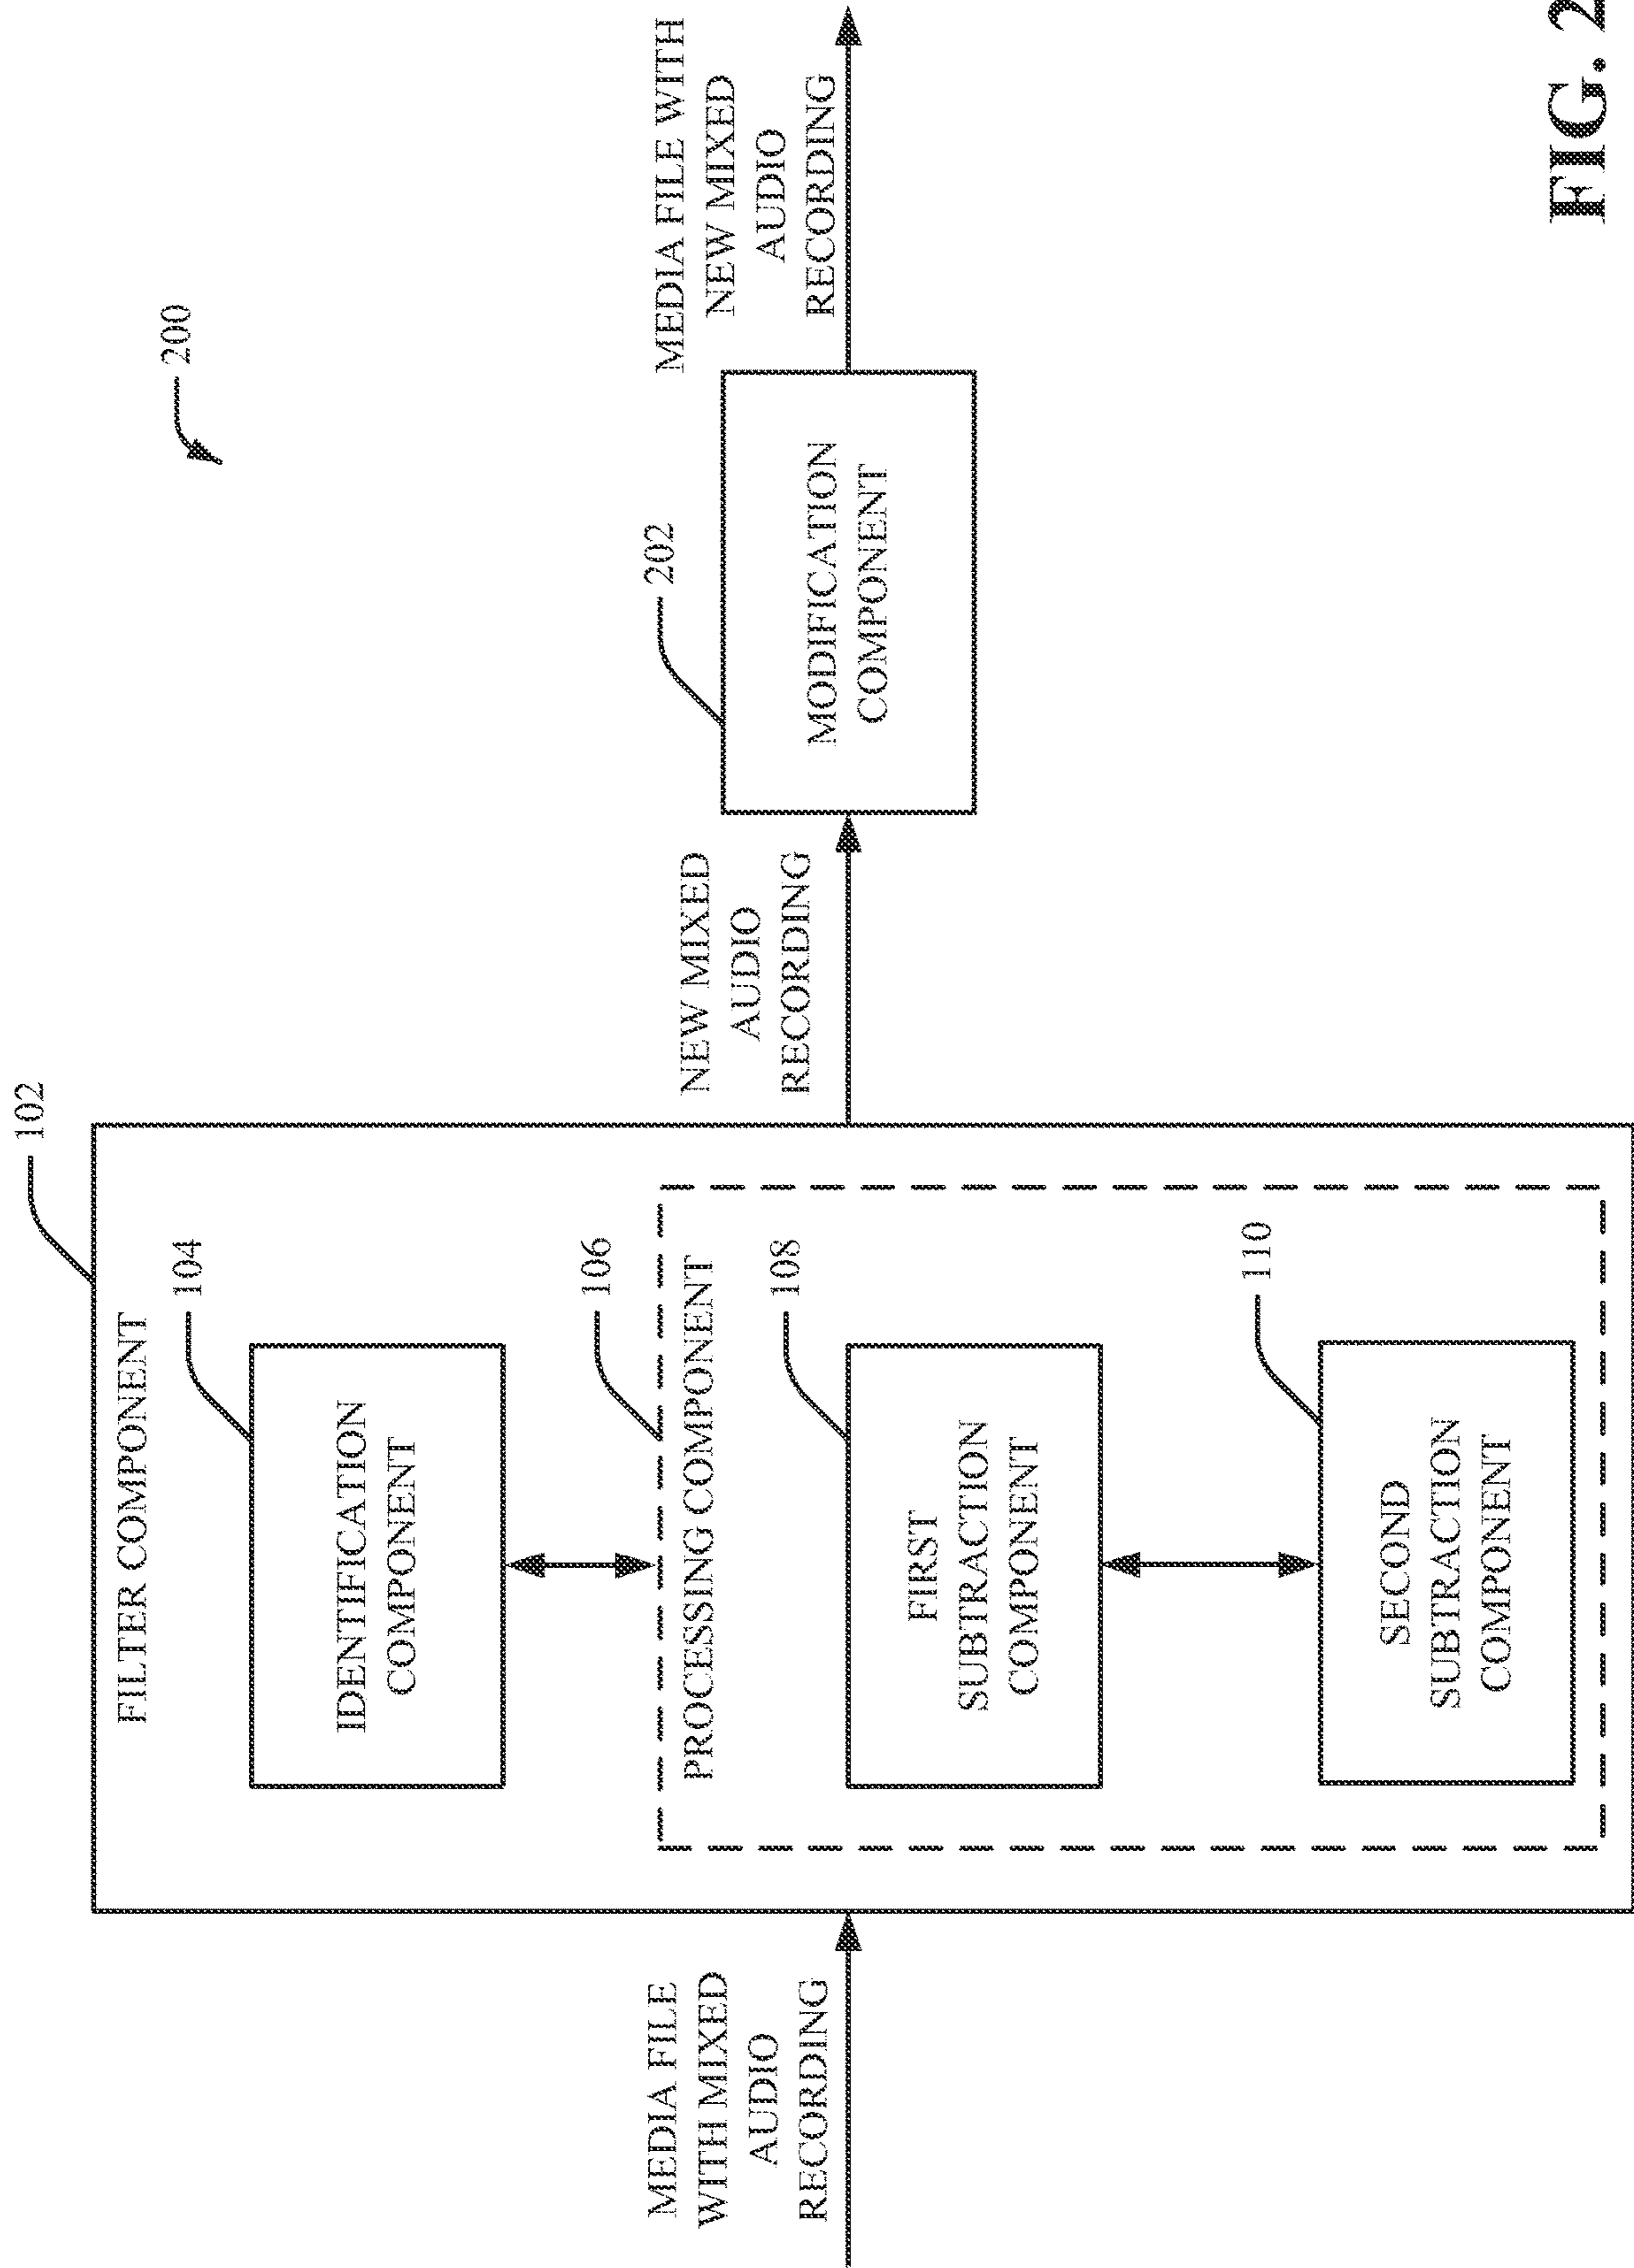 200
102
FILTER COMPONENT
104
IDENTIFICATION
COMPONENT
106
PROCESSING COMPONENT
108
FIRST
SUBTRACTION
COMPONENT
110
SECOND
SUBTRACTION
COMPONENT
MEDIA FILE
WITH MIXED
AUDIO
RECORDING
NEW MIXED
AUDIO
RECORDING
202
MODIFICATION
COMPONENT
MEDIA FILE WITH
NEW MIXED
AUDIO
RECORDING
FIG. 2